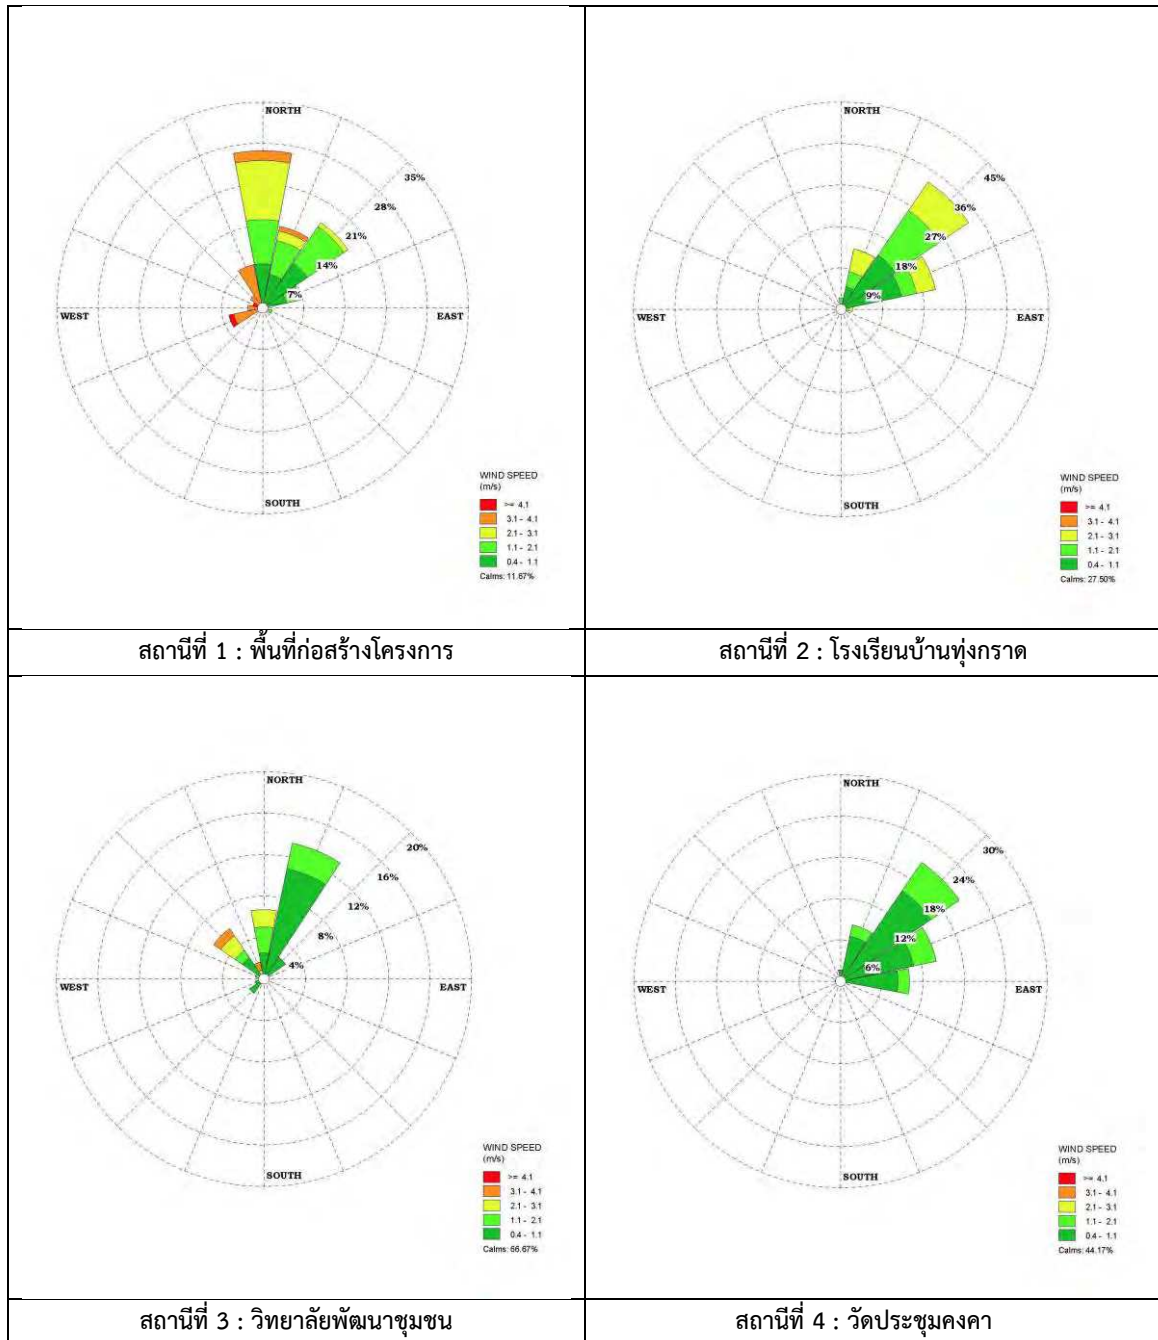 NORTH
35%
28%
21%
14%
7%
WEST
EAST
SOUTH
WIND SPEED
(m/s)
>= 4.1
3.1 - 4.1
2.1 - 3.1
1.1 - 2.1
0.4 - 1.1
Calms: 11.67%
สถานีที่ 1 : พื้นที่ก่อสร้างโครงการ
NORTH
45%
36%
27%
18%
9%
WEST
EAST
SOUTH
WIND SPEED
(m/s)
>= 4.1
3.1 - 4.1
2.1 - 3.1
1.1 - 2.1
0.4 - 1.1
Calms: 27.50%
สถานีที่ 2 : โรงเรียนบ้านทุ่งกราด
NORTH
20%
16%
12%
8%
4%
WEST
EAST
SOUTH
WIND SPEED
(m/s)
>= 4.1
3.1 - 4.1
2.1 - 3.1
1.1 - 2.1
0.4 - 1.1
Calms: 66.67%
สถานีที่ 3 : วิทยาลัยพัฒนาชุมชน
NORTH
30%
24%
18%
12%
6%
WEST
EAST
SOUTH
WIND SPEED
(m/s)
>= 4.1
3.1 - 4.1
2.1 - 3.1
1.1 - 2.1
0.4 - 1.1
Calms: 44.17%
สถานีที่ 4 : วัดประชุมคงคา